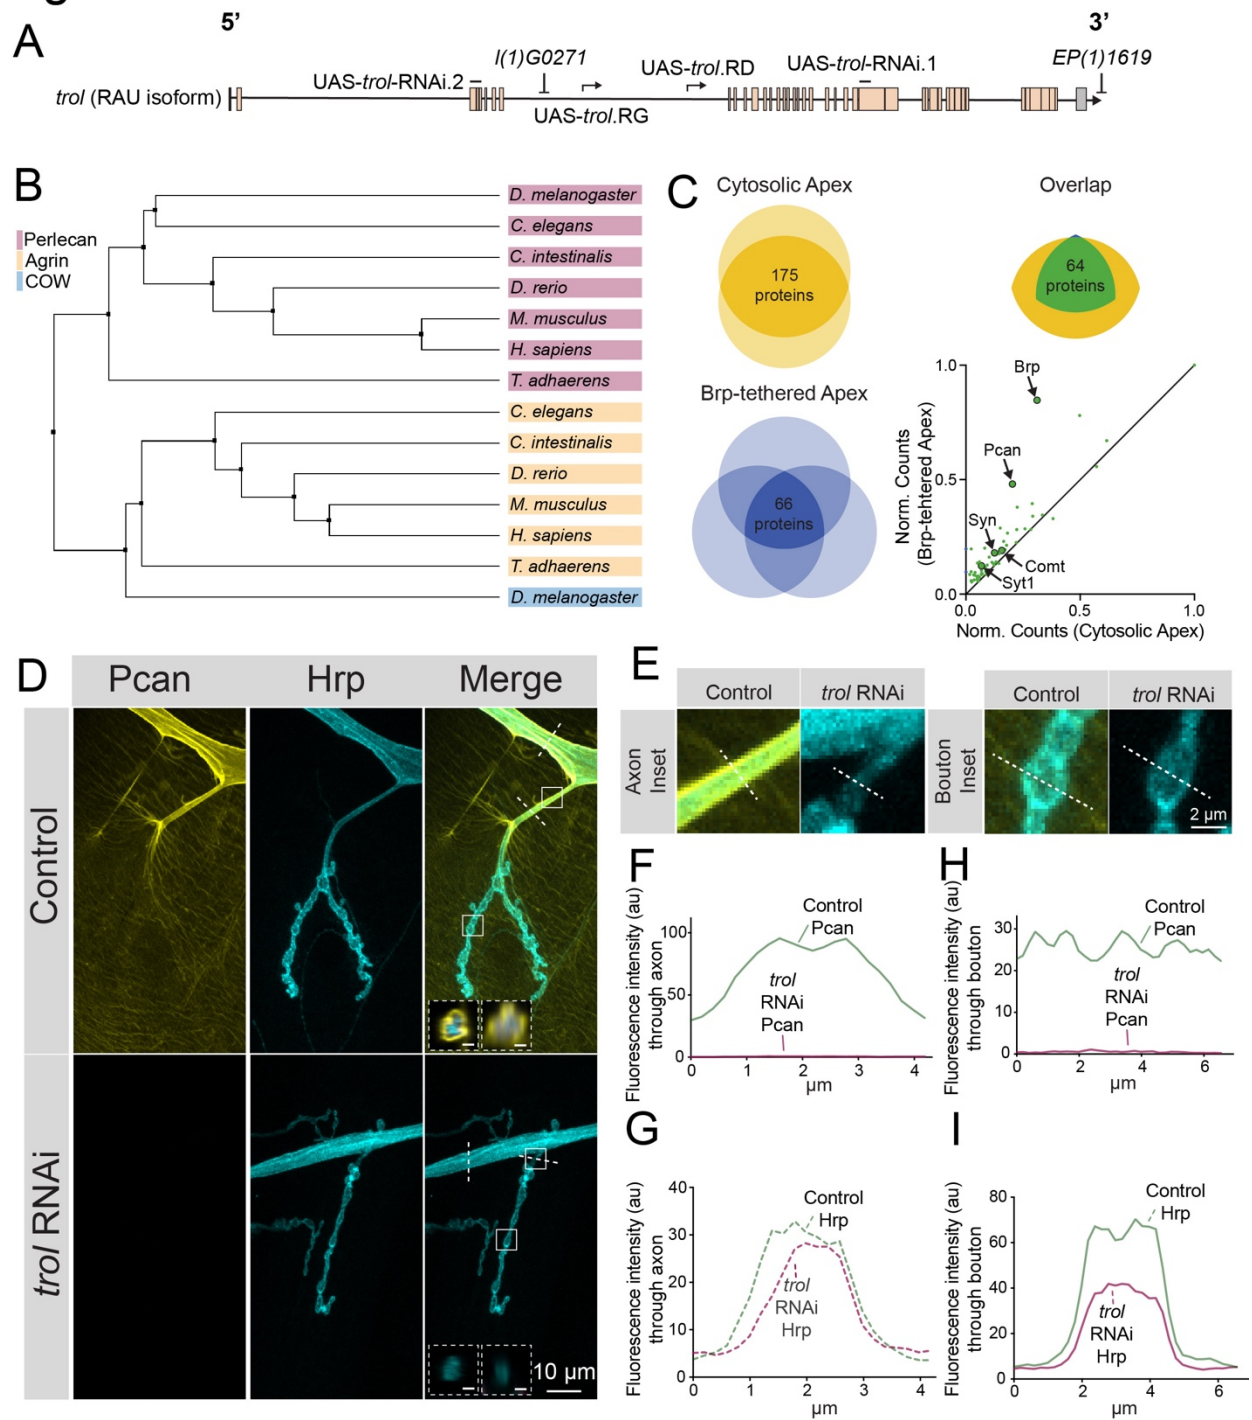 5’
3’
A
l(1)G0271
EP(1)1619
UAS-trol-RNAi.2
UAS-trol.RD
UAS-trol-RNAi.1
trol (RAU isoform)
UAS-trol.RG
B
Perlecan
Agrin
COW
D. melanogaster
C. elegans
C. intestinalis
D. rerio
M. musculus
H. sapiens
T. adhaerens
C. elegans
C. intestinalis
D. rerio
M. musculus
H. sapiens
T. adhaerens
D. melanogaster
C
Cytosolic Apex
175
proteins
Overlap
64
proteins
Brp-tethered Apex
66
proteins
Norm. Counts
(Brp-tehtered Apex)
1.0
0.5
0.0
Brp
Pcan
Syn
Comt
Syt1
0.0
0.5
1.0
Norm. Counts (Cytosolic Apex)
D
Pcan
Hrp
Merge
Control
trol RNAi
10 µm
E
Control
trol RNAi
Control
trol RNAi
Axon
Inset
Bouton
Inset
2 µm
F
Fluorescence intensity (au)
through axon
100
50
0
Control
Pcan
trol
RNAi
Pcan
0
2
4
µm
H
Fluorescence intensity (au)
through bouton
30
20
10
0
Control
Pcan
trol
RNAi
Pcan
0
2
4
6
µm
G
Fluorescence intensity (au)
through axon
40
30
20
10
0
Control
Hrp
trol
RNAi
Hrp
0
1
2
3
4
µm
I
Fluorescence intensity (au)
through bouton
80
60
40
20
0
Control
Hrp
trol
RNAi
Hrp
0
2
4
6
µm